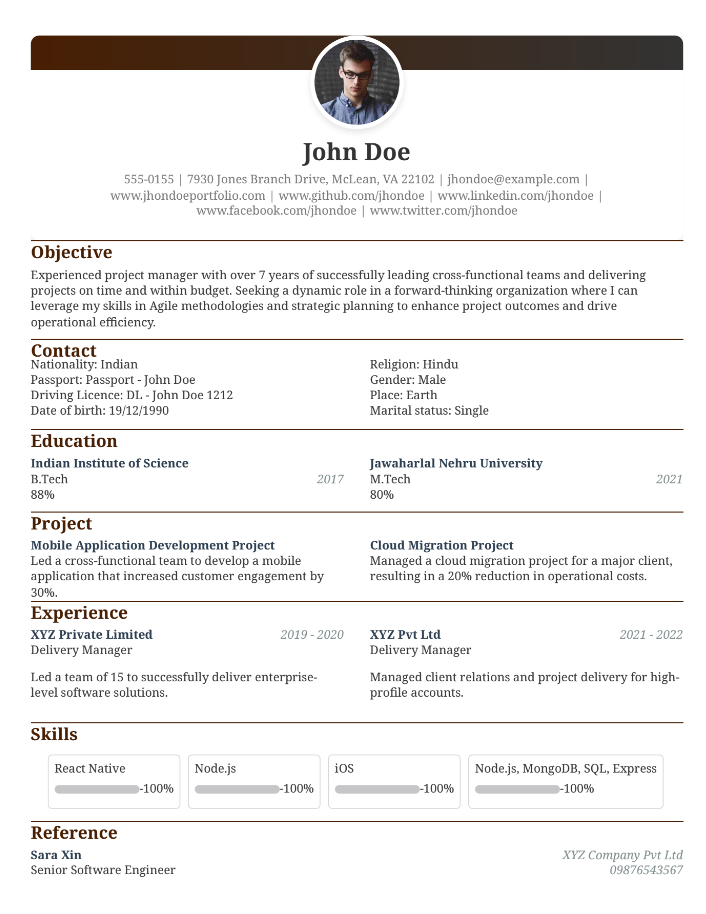 John Doe
555-0155 | 7930 Jones Branch Drive, McLean, VA 22102 | jhondoe@example.com |
www.jhondoeportfolio.com | www.github.com/jhondoe | www.linkedin.com/jhondoe |
www.facebook.com/jhondoe | www.twitter.com/jhondoe
Objective
Experienced project manager with over 7 years of successfully leading cross-functional teams and delivering
projects on time and within budget. Seeking a dynamic role in a forward-thinking organization where I can
leverage my skills in Agile methodologies and strategic planning to enhance project outcomes and drive
operational efficiency.
Contact
Nationality: Indian
Passport: Passport - John Doe
Driving Licence: DL - John Doe 1212
Date of birth: 19/12/1990
Religion: Hindu
Gender: Male
Place: Earth
Marital status: Single
Education
Indian Institute of Science
B.Tech 2017
88%
Jawaharlal Nehru University
M.Tech 2021
80%
Project
Mobile Application Development Project
Led a cross-functional team to develop a mobile
application that increased customer engagement by
30%.
Cloud Migration Project
Managed a cloud migration project for a major client,
resulting in a 20% reduction in operational costs.
Experience
XYZ Private Limited 2019 - 2020
Delivery Manager
Led a team of 15 to successfully deliver enterprise-
level software solutions.
XYZ Pvt Ltd 2021 - 2022
Delivery Manager
Managed client relations and project delivery for high-
profile accounts.
Skills
React Native
-100%
Node.js
-100%
iOS
-100%
Node.js, MongoDB, SQL, Express
-100%
Reference
Sara Xin XYZ Company Pvt Ltd
Senior Software Engineer 09876543567